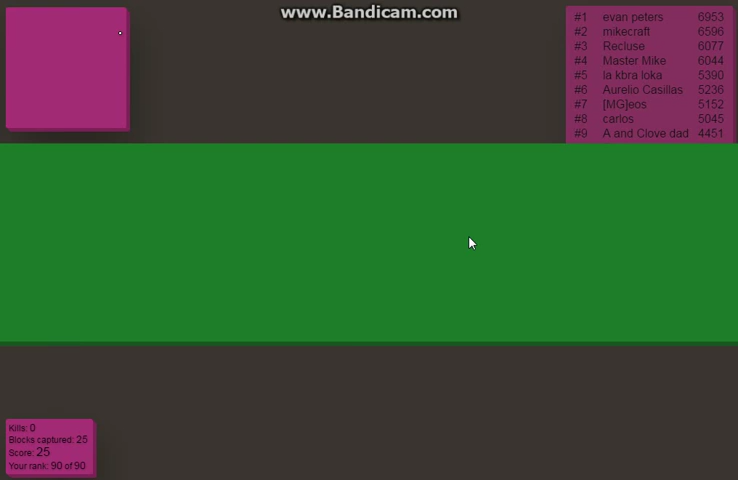 www.Bandicam.com
#1 evan peters 6953
#2 mikecraft 6596
#3 Recluse 6077
#4 Master Mike 6044
#5 la kbra loka 5390
#6 Aurelio Casillas 5236
#7 [MG]eos 5152
#8 carlos 5045
#9 A and Clove dad 4451
Kills: 0
Blocks captured: 25
Score: 25
Your rank: 90 of 90